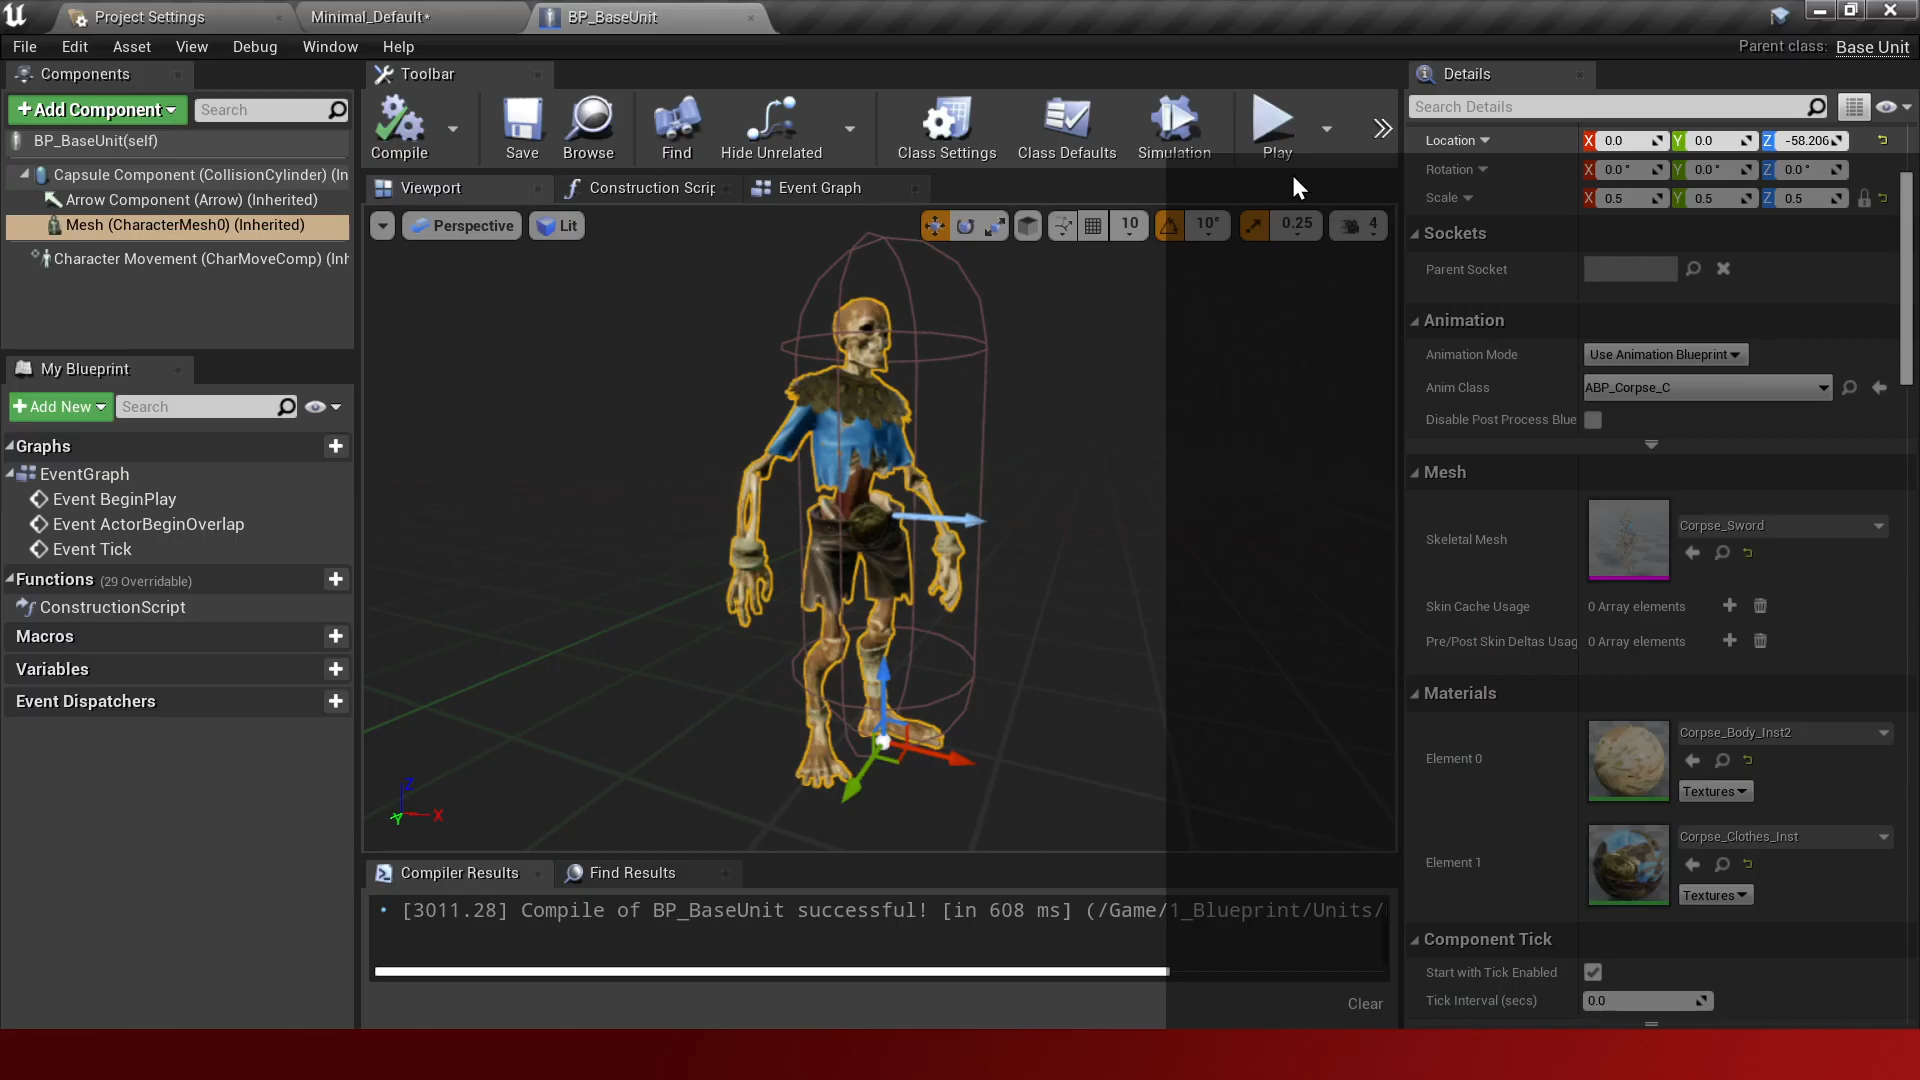 Project Settings
Minimal_Default*
BP_BaseUnit
File Edit Asset View Debug Window Help
Parent class: Base Unit
Components
+Add Component
Search
BP_BaseUnit(self)
Capsule Component (CollisionCylinder) (In
Arrow Component (Arrow) (Inherited)
Mesh (CharacterMesh0) (Inherited)
Character Movement (CharMoveComp) (Inh
My Blueprint
+Add New
Search
Graphs
EventGraph
Event BeginPlay
Event ActorBeginOverlap
Event Tick
Functions (29 Overridable)
ConstructionScript
Macros
Variables
Event Dispatchers
Toolbar
Compile
Save
Browse
Find
Hide Unrelated
Class Settings
Class Defaults
Simulation
Play
Viewport
Construction Scrip
Event Graph
Perspective
Lit
10
10°
0.25
4
Z
X
Y
Compiler Results
Find Results
• [3011.28] Compile of BP_BaseUnit successful! [in 608 ms] (/Game/1_Blueprint/Units/
Clear
Details
Search Details
Location X 0.0 Y 0.0 Z -58.206
Rotation X 0.0 ° Y 0.0 ° Z 0.0 °
Scale X 0.5 Y 0.5 Z 0.5
Sockets
Parent Socket
Animation
Animation Mode Use Animation Blueprint
Anim Class ABP_Corpse_C
Disable Post Process Blue
Mesh
Skeletal Mesh Corpse_Sword
Skin Cache Usage 0 Array elements
Pre/Post Skin Deltas Usag 0 Array elements
Materials
Element 0 Corpse_Body_Inst2
Textures
Element 1 Corpse_Clothes_Inst
Textures
Component Tick
Start with Tick Enabled
Tick Interval (secs) 0.0